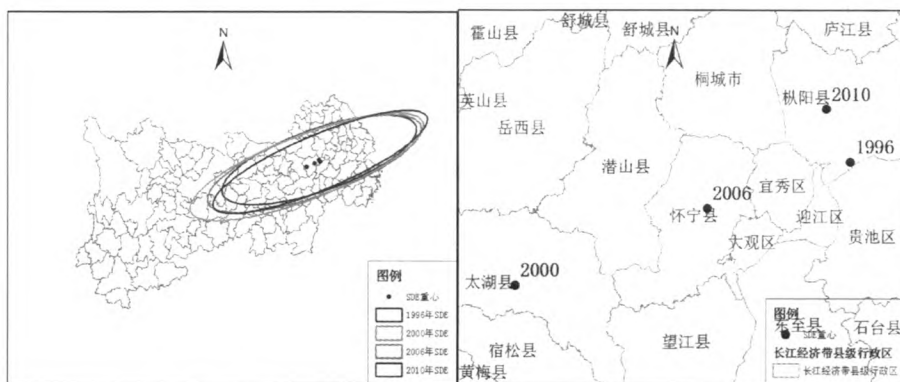 N
图例
SDE重心
1996年SDE
2000年SDE
2006年SDE
2010年SDE
霍山县
舒城县
舒城县
N
庐江县
桐城市
枞阳县
2010
英山县
岳西县
1996
潜山县
宜秀区
2006
怀宁县
迎江区
大观区
贵池区
太湖县
2000
图例
东至县
石台县
SDE重心
望江县
长江经济带县级行政区
宿松县
长江经济带县级行政区
黄梅县